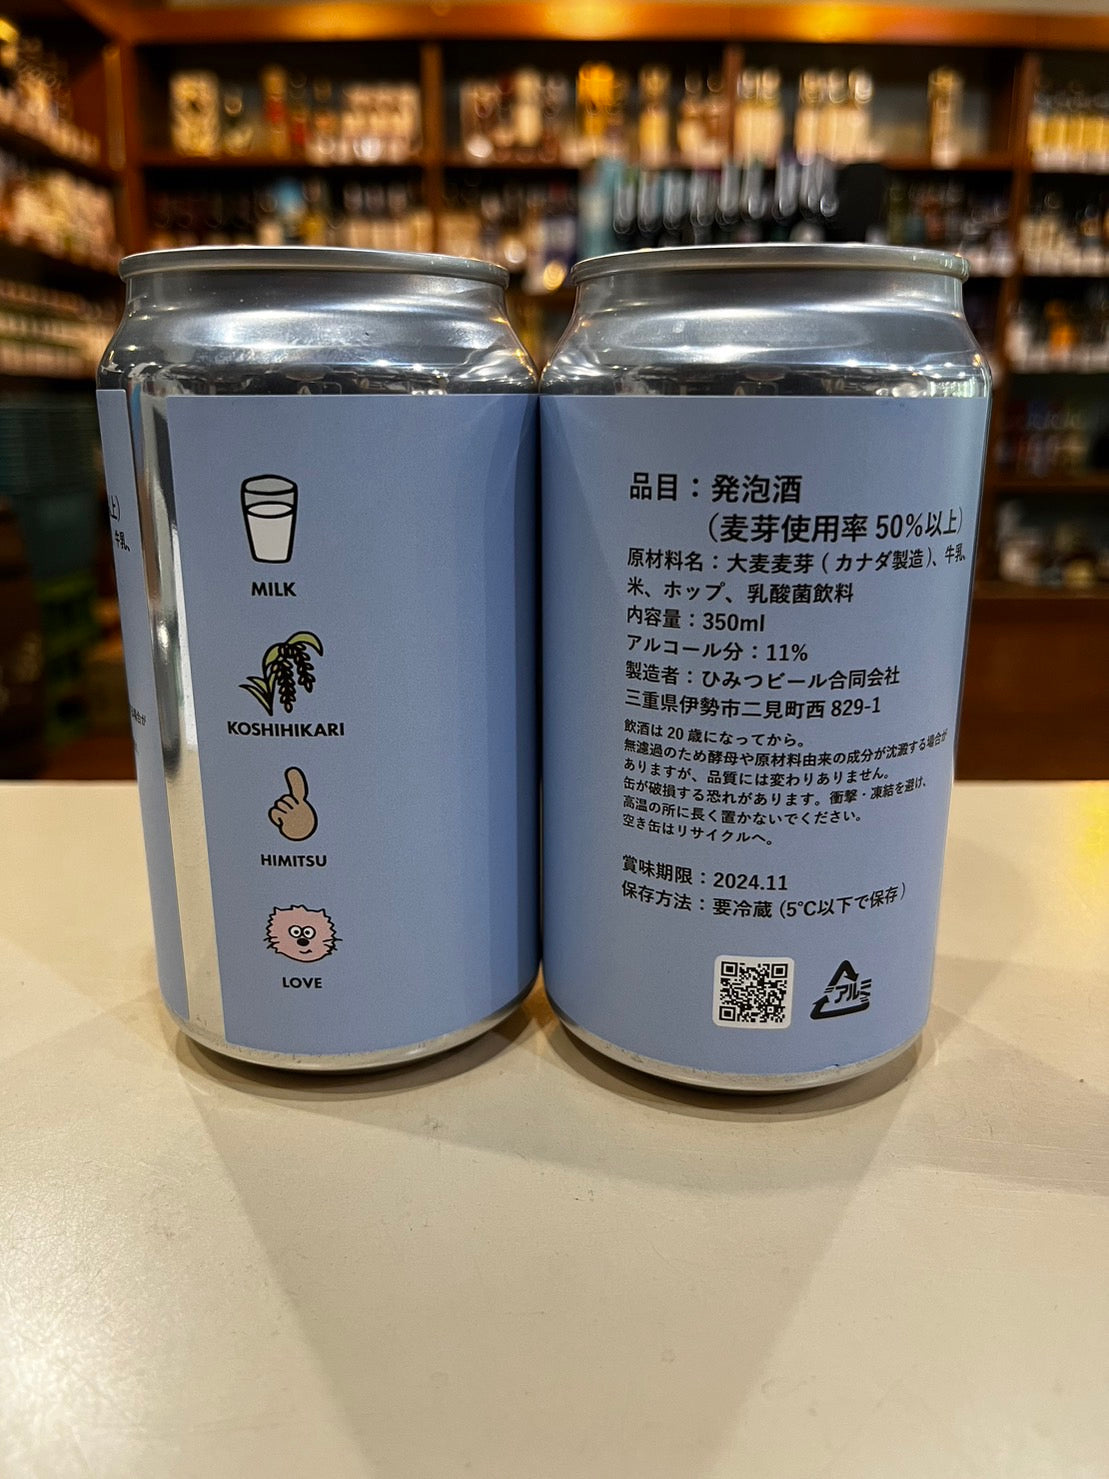 MILK
KOSHIHIKARI
HIMITSU
LOVE
品目：発泡酒
（麦芽使用率 50%以上）
原材料名：大麦麦芽 ( カナダ製造 )、牛乳、
米、ホップ、乳酸菌飲料
内容量：350ml
アルコール分：11%
製造者：ひみつビール合同会社
三重県伊勢市二見町西 829-1
飲酒は 20 歳になってから。
無濾過のため酵母や原材料由来の成分が沈澱する場合が
ありますが、品質には変わりありません。
缶が破損する恐れがあります。衝撃・凍結を避け、
高温の所に長く置かないでください。
空き缶はリサイクルへ。
賞味期限：2024.11
保存方法：要冷蔵 (5℃以下で保存 )
アルミ